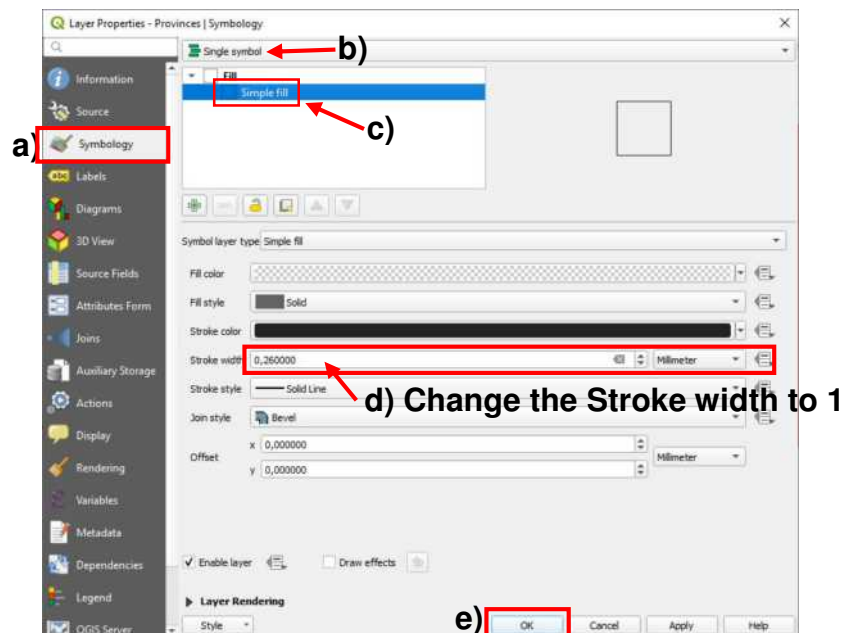 Layer Properties - Provinces | Symbology
b)
Single symbol
Information
Fill
Simple fill
Source
c)
a)
Symbology
Labels
Diagrams
3D View
Symbol layer type Simple fill
Source Fields
Fill color
Attributes Form
Fill style Solid
Joins
Stroke color
Auxiliary Storage
Stroke width 0,260000 Millimeter
Actions
Stroke style Solid Line
d) Change the Stroke width to 1
Display
Join style Bevel
Rendering
Offset x 0,000000 Millimeter
y 0,000000
Variables
Metadata
Dependencies
Enable layer Draw effects
Legend
Layer Rendering
QGIS Server
Style
e)
OK Cancel Apply Help